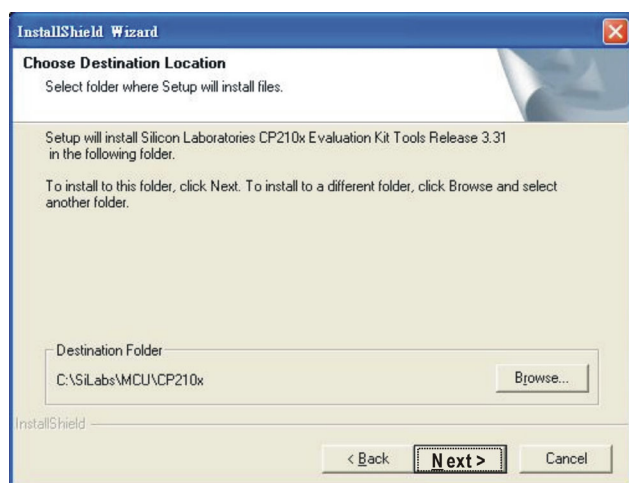 InstallShield Wizard
Choose Destination Location
Select folder where Setup will install files.
Setup will install Silicon Laboratories CP210x Evaluation Kit Tools Release 3.31
in the following folder.
To install to this folder, click Next. To install to a different folder, click Browse and select
another folder.
Destination Folder
C:\SiLabs\MCU\CP210x
Browse...
InstallShield
< Back
Next >
Cancel